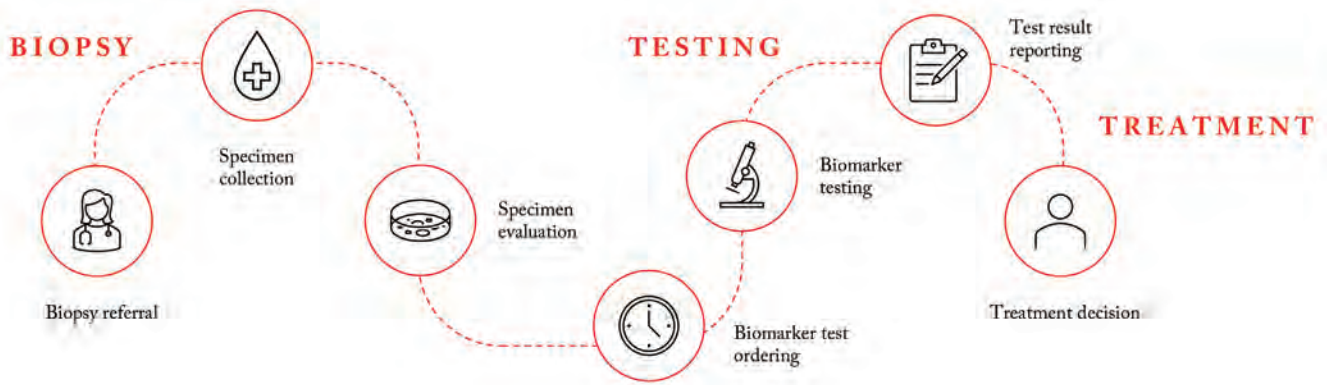 BIOPSY
Specimen
collection
Biopsy referral
Specimen
evaluation
TESTING
Biomarker test
ordering
Biomarker
testing
Test result
reporting
TREATMENT
Treatment decision